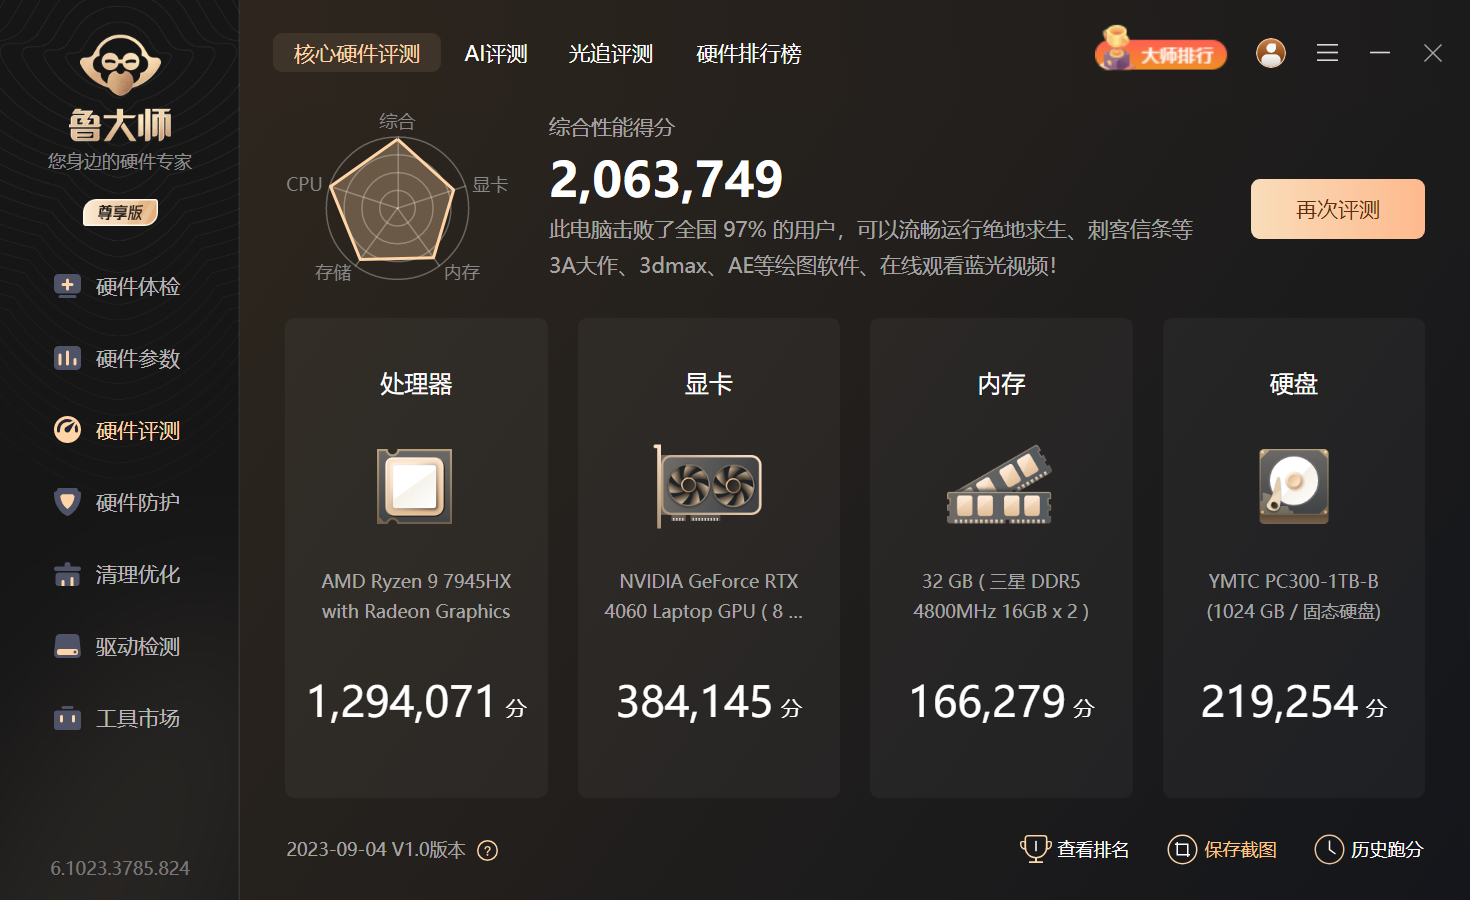 鲁大师
您身边的硬件专家
尊享版
硬件体检
硬件参数
硬件评测
硬件防护
清理优化
驱动检测
工具市场
6.1023.3785.824
核心硬件评测 AI评测 光追评测 硬件排行榜
大师排行
综合
CPU
显卡
存储
内存
综合性能得分
2,063,749
此电脑击败了全国 97% 的用户，可以流畅运行绝地求生、刺客信条等
3A大作、3dmax、AE等绘图软件、在线观看蓝光视频！
再次评测
处理器
AMD Ryzen 9 7945HX
with Radeon Graphics
1,294,071 分
显卡
NVIDIA GeForce RTX
4060 Laptop GPU ( 8 ...
384,145 分
内存
32 GB ( 三星 DDR5
4800MHz 16GB x 2 )
166,279 分
硬盘
YMTC PC300-1TB-B
(1024 GB / 固态硬盘)
219,254 分
2023-09-04 V1.0版本 ?
查看排名
保存截图
历史跑分